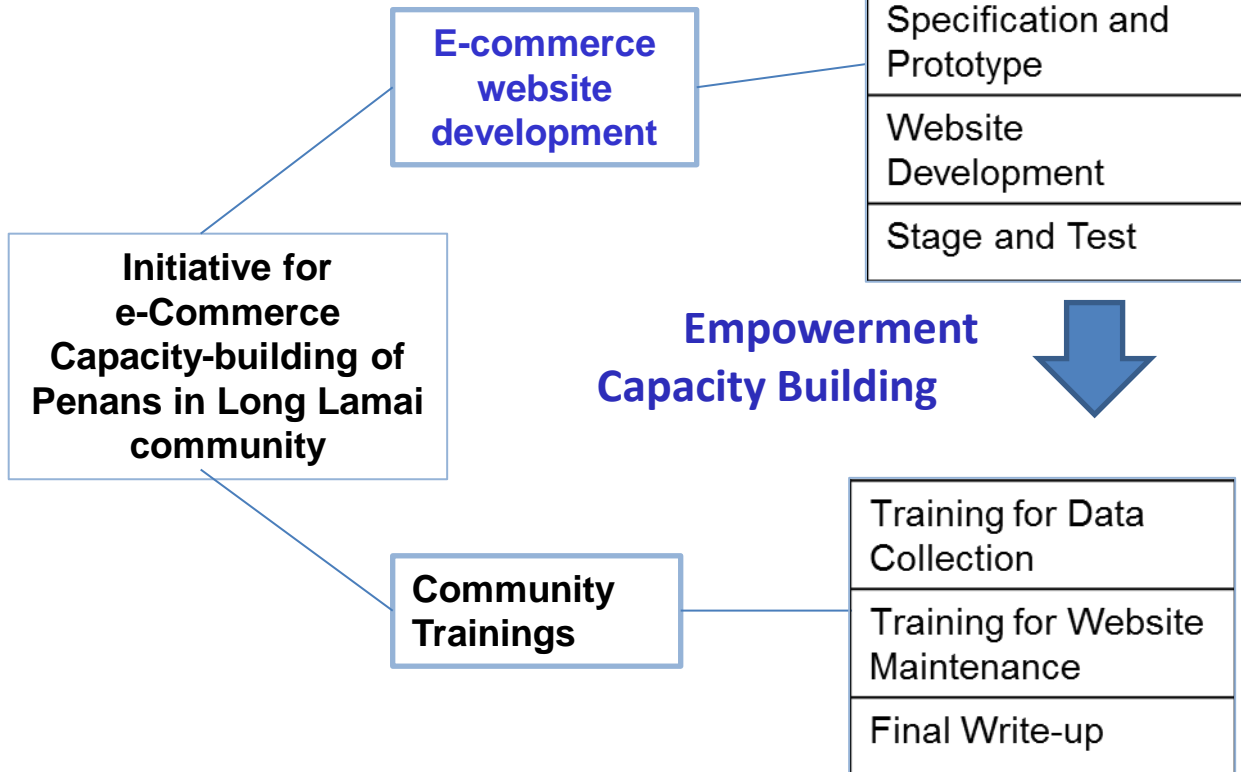 E-commerce
website
development
Specification and
Prototype
Website
Development
Stage and Test
Initiative for
e-Commerce
Capacity-building of
Penans in Long Lamai
community
Empowerment
Capacity Building
Community
Trainings
Training for Data
Collection
Training for Website
Maintenance
Final Write-up